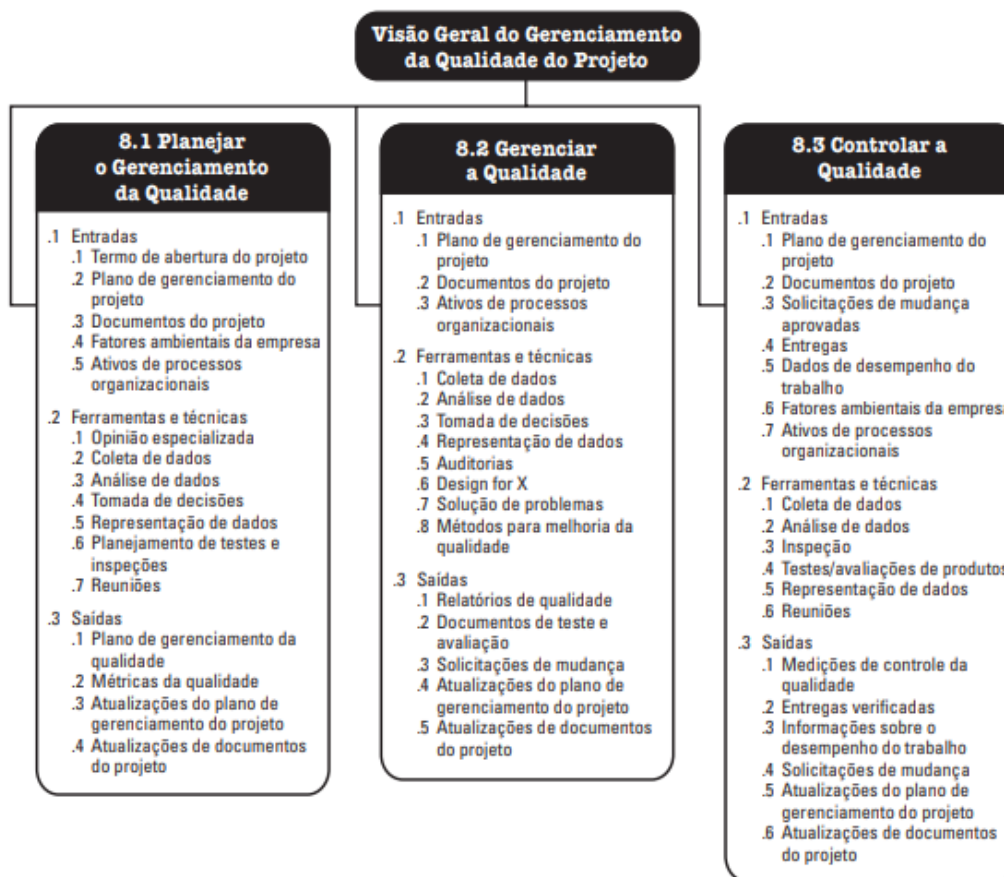 Visão Geral do Gerenciamento
da Qualidade do Projeto
8.1 Planejar
o Gerenciamento
da Qualidade
.1 Entradas
.1 Termo de abertura do projeto
.2 Plano de gerenciamento do
projeto
.3 Documentos do projeto
.4 Fatores ambientais da empresa
.5 Ativos de processos
organizacionais
.2 Ferramentas e técnicas
.1 Opinião especializada
.2 Coleta de dados
.3 Análise de dados
.4 Tomada de decisões
.5 Representação de dados
.6 Planejamento de testes e
inspeções
.7 Reuniões
.3 Saídas
.1 Plano de gerenciamento da
qualidade
.2 Métricas da qualidade
.3 Atualizações do plano de
gerenciamento do projeto
.4 Atualizações de documentos
do projeto
8.2 Gerenciar
a Qualidade
.1 Entradas
.1 Plano de gerenciamento do
projeto
.2 Documentos do projeto
.3 Ativos de processos
organizacionais
.2 Ferramentas e técnicas
.1 Coleta de dados
.2 Análise de dados
.3 Tomada de decisões
.4 Representação de dados
.5 Auditorias
.6 Design for X
.7 Solução de problemas
.8 Métodos para melhoria da
qualidade
.3 Saídas
.1 Relatórios de qualidade
.2 Documentos de teste e
avaliação
.3 Solicitações de mudança
.4 Atualizações do plano de
gerenciamento do projeto
.5 Atualizações de documentos
do projeto
8.3 Controlar a
Qualidade
.1 Entradas
.1 Plano de gerenciamento do
projeto
.2 Documentos do projeto
.3 Solicitações de mudança
aprovadas
.4 Entregas
.5 Dados de desempenho do
trabalho
.6 Fatores ambientais da empresa
.7 Ativos de processos
organizacionais
.2 Ferramentas e técnicas
.1 Coleta de dados
.2 Análise de dados
.3 Inspeção
.4 Testes/avaliações de produtos
.5 Representação de dados
.6 Reuniões
.3 Saídas
.1 Medições de controle da
qualidade
.2 Entregas verificadas
.3 Informações sobre o
desempenho do trabalho
.4 Solicitações de mudança
.5 Atualizações do plano de
gerenciamento do projeto
.6 Atualizações de documentos
do projeto